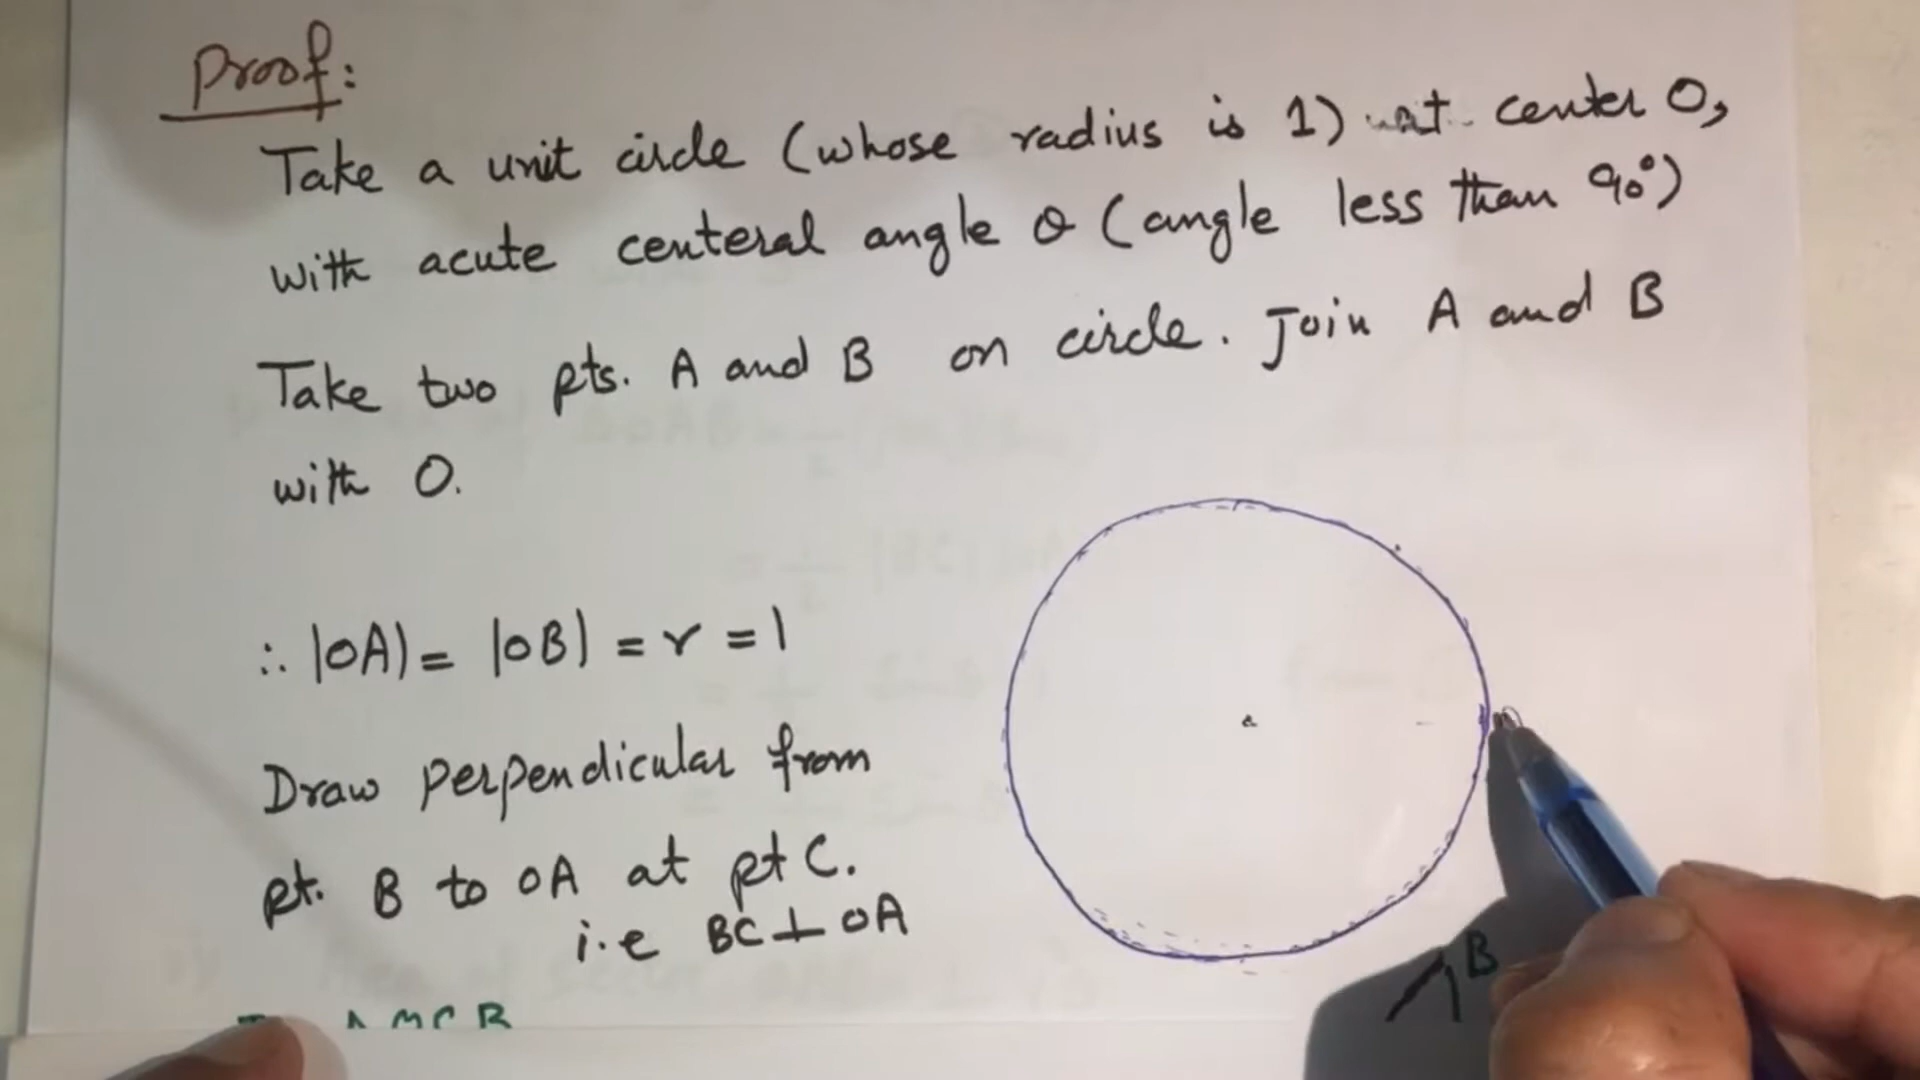 Proof:
Take a unit circle (whose radius is 1) at center O,
with acute centeral angle θ (angle less than 90°)
Take two pts. A and B on circle. Join A and B
with O.
∴ |OA| = |OB| = r = 1
Draw perpendicular from
pt. B to OA at pt C.
i.e BC⊥OA
B